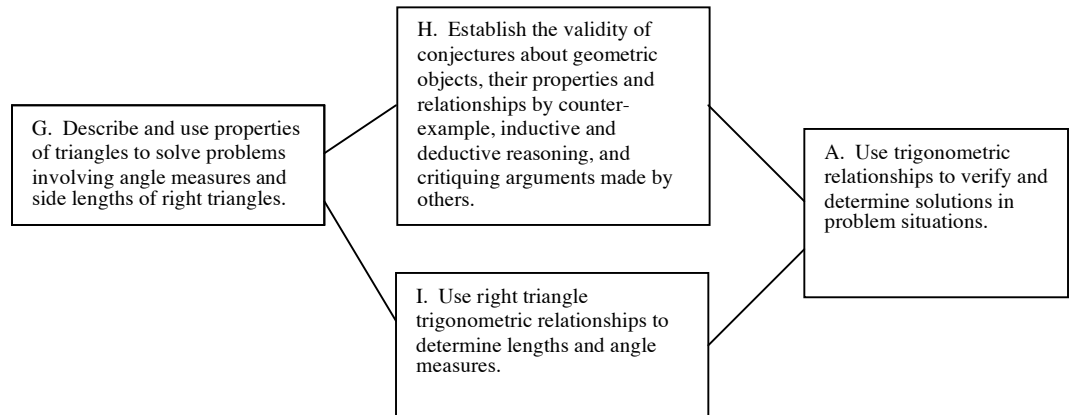 G. Describe and use properties
of triangles to solve problems
involving angle measures and
side lengths of right triangles.
H. Establish the validity of
conjectures about geometric
objects, their properties and
relationships by counter-
example, inductive and
deductive reasoning, and
critiquing arguments made by
others.
I. Use right triangle
trigonometric relationships to
determine lengths and angle
measures.
A. Use trigonometric
relationships to verify and
determine solutions in
problem situations.